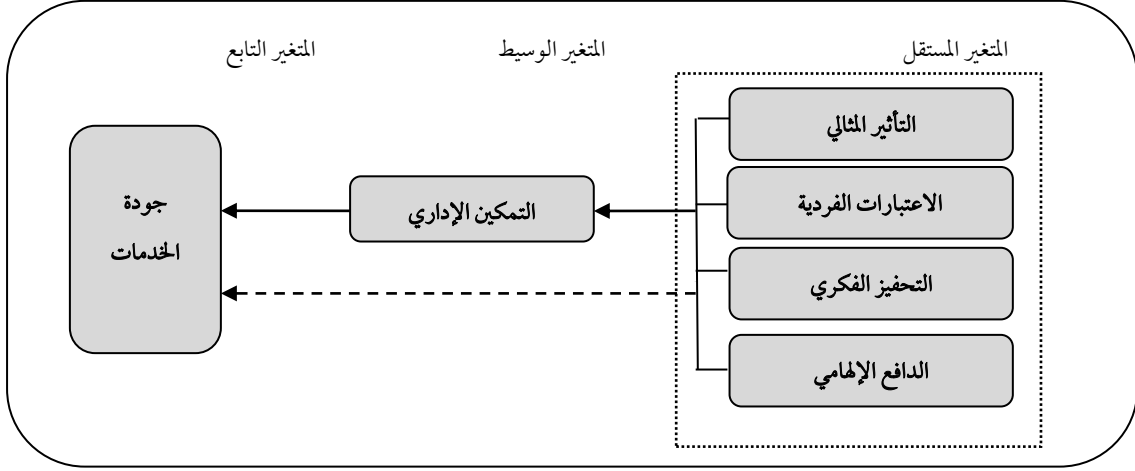 المتغير المستقل
المتغير الوسيط
المتغير التابع
التأثير المثالي
الاعتبارات الفردية
التحفيز الفكري
الدافع الإلهامي
التمكين الإداري
جودة
الخدمات